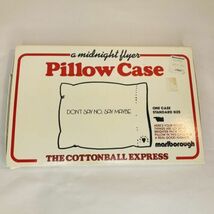 a midnight flyer
Pillow Case
DON'T SAY NO, SAY MAYBE
ONE CASE
STANDARD SIZE
marlborough
THE COTTONBALL EXPRESS